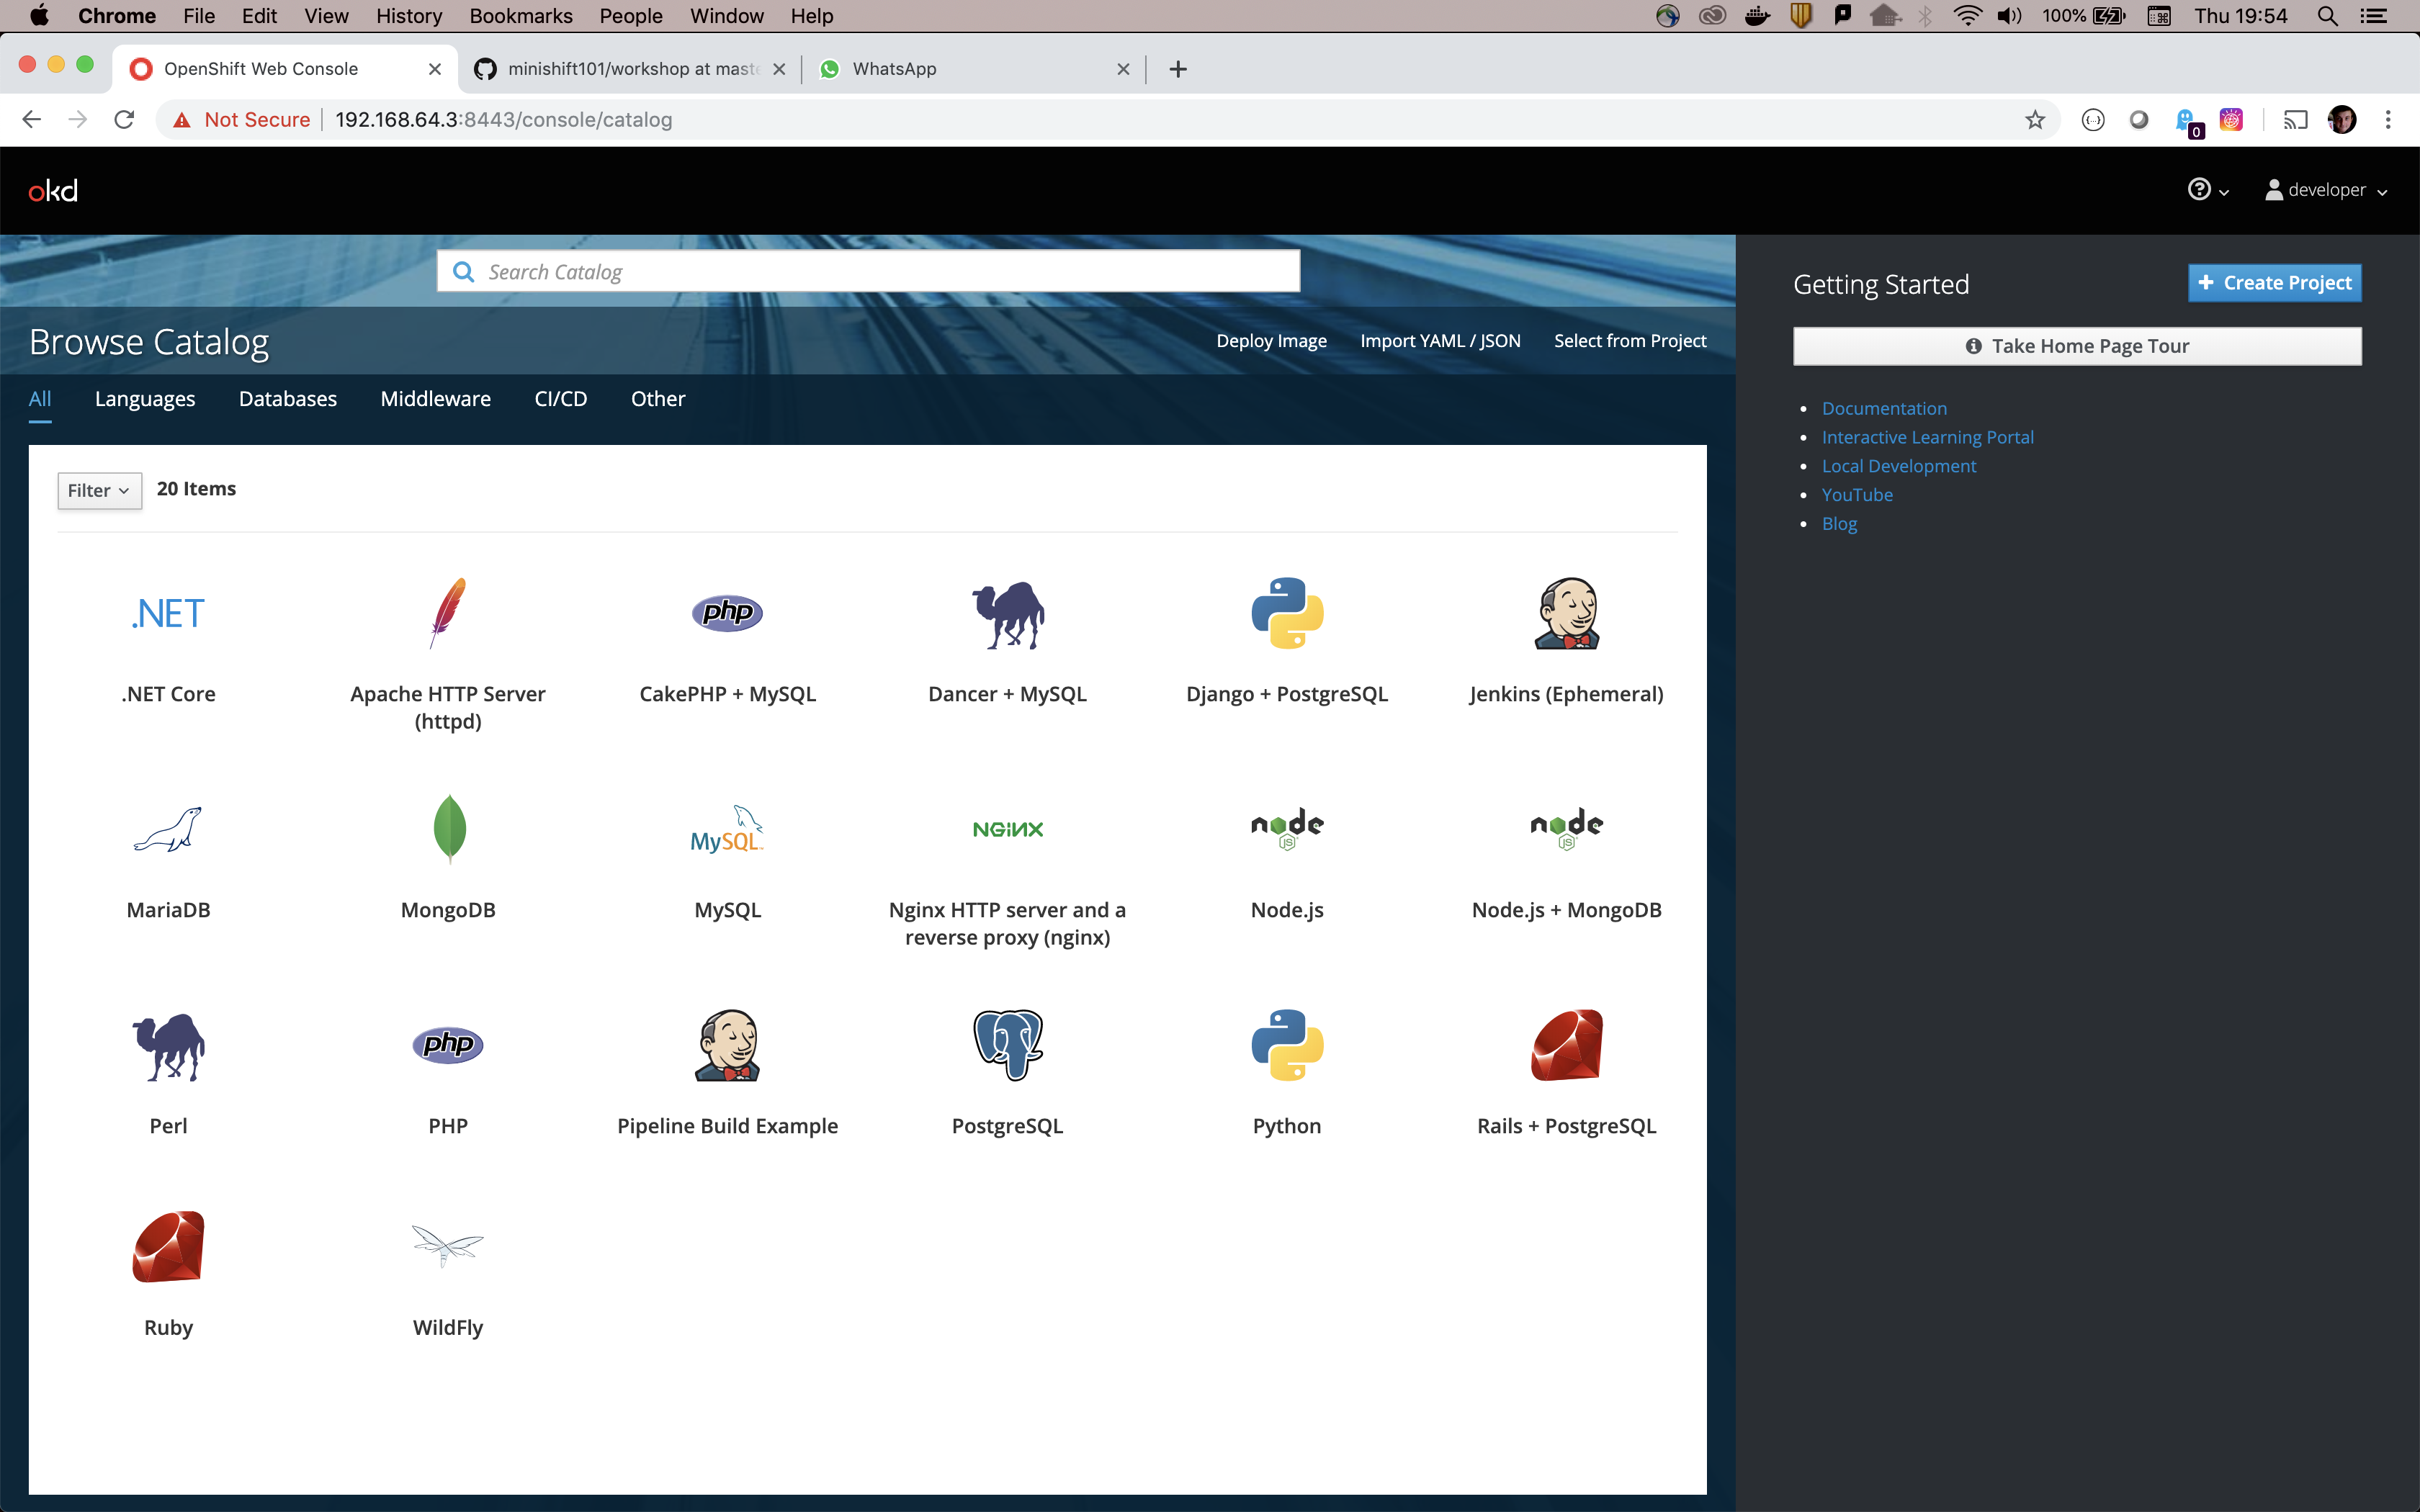 Chrome File Edit View History Bookmarks People Window Help 100% Thu 19:54
OpenShift Web Console minishift101/workshop at maste WhatsApp
Not Secure 192.168.64.3:8443/console/catalog 0
okd developer
Search Catalog
Getting Started + Create Project
Browse Catalog Deploy Image Import YAML / JSON Select from Project
Take Home Page Tour
All Languages Databases Middleware CI/CD Other
Documentation
Interactive Learning Portal
Local Development
YouTube
Blog
Filter 20 Items
.NET php
.NET Core Apache HTTP Server (httpd) CakePHP + MySQL Dancer + MySQL Django + PostgreSQL Jenkins (Ephemeral)
MySQL NGINX node JS node JS
MariaDB MongoDB MySQL Nginx HTTP server and a reverse proxy (nginx) Node.js Node.js + MongoDB
php
Perl PHP Pipeline Build Example PostgreSQL Python Rails + PostgreSQL
Ruby WildFly